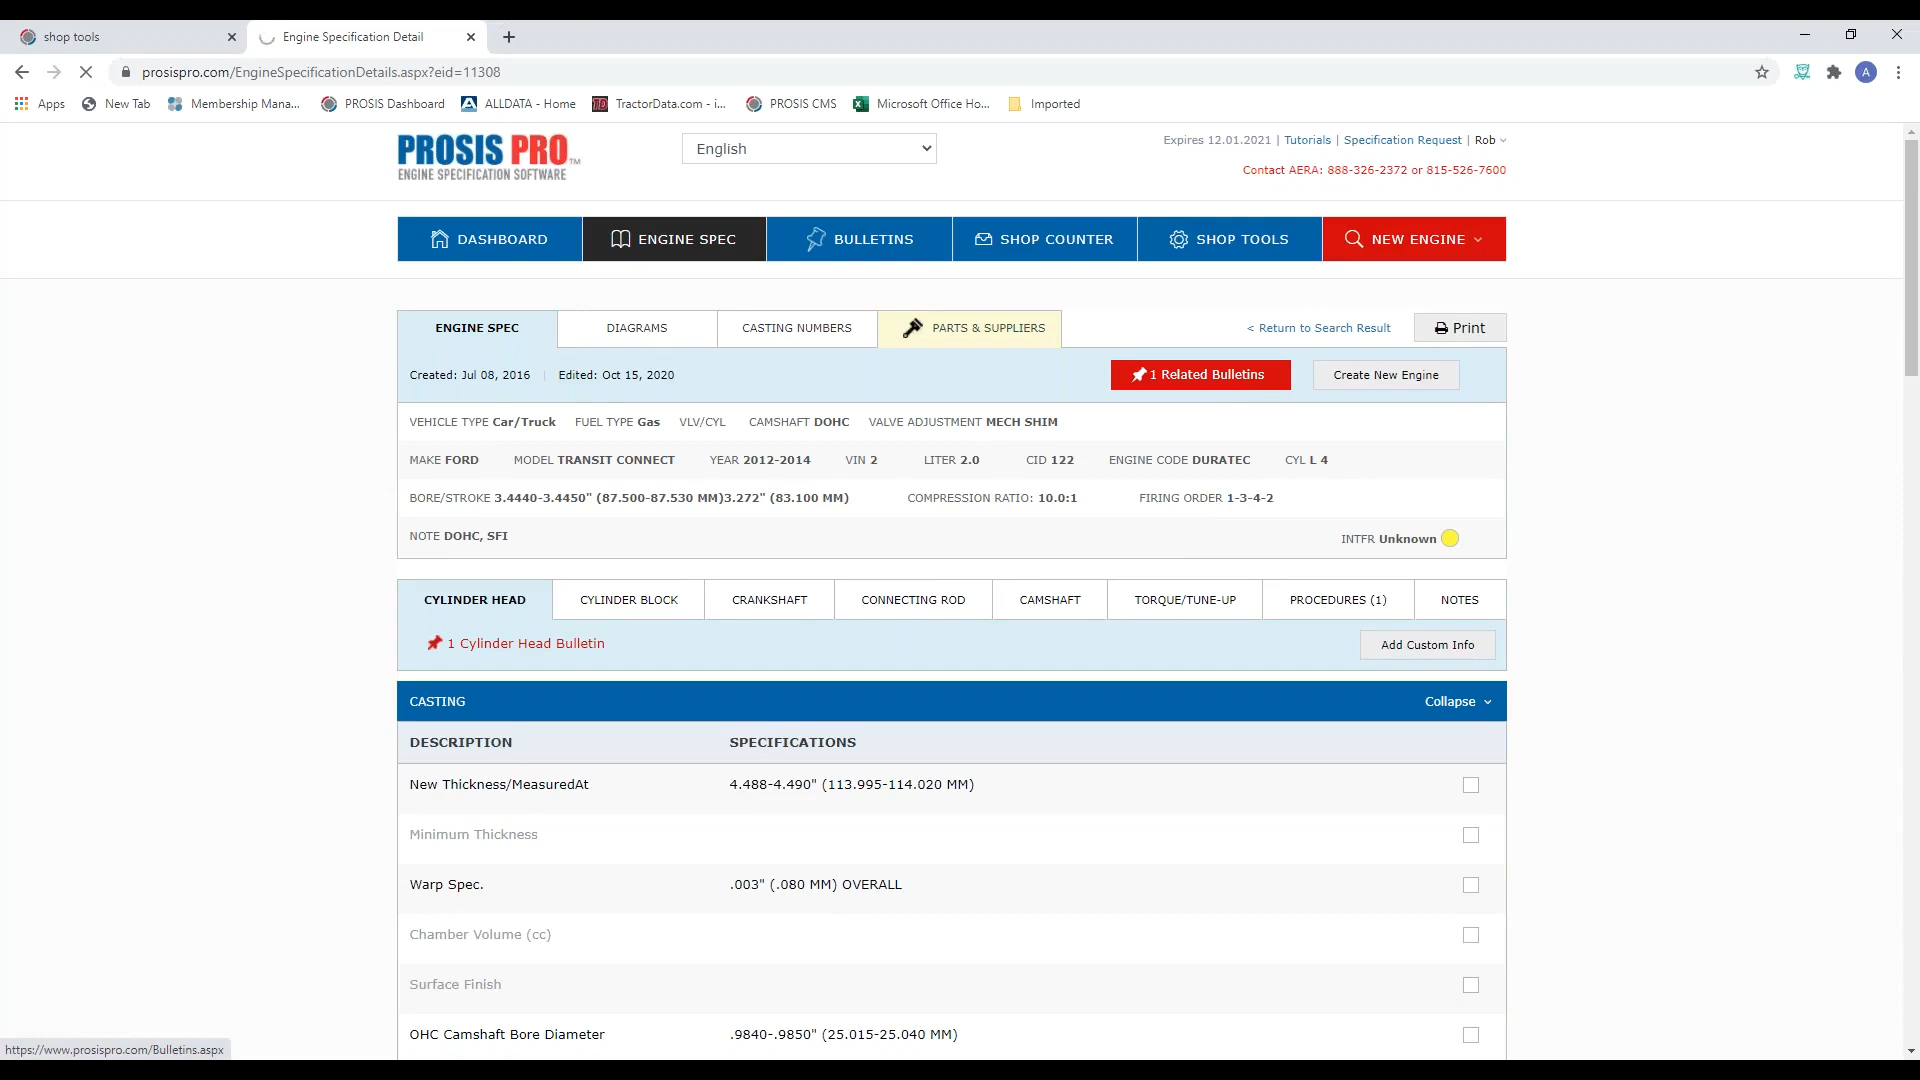 shop tools
Engine Specification Detail
prosispro.com/EngineSpecificationDetails.aspx?eid=11308
Apps New Tab Membership Mana... PROSIS Dashboard ALLDATA - Home TractorData.com - i... PROSIS CMS Microsoft Office Ho... Imported
A
PROSIS PRO™
ENGINE SPECIFICATION SOFTWARE
English
Expires 12.01.2021 | Tutorials | Specification Request | Rob
Contact AERA: 888-326-2372 or 815-526-7600
DASHBOARD ENGINE SPEC BULLETINS SHOP COUNTER SHOP TOOLS NEW ENGINE
ENGINE SPEC DIAGRAMS CASTING NUMBERS PARTS & SUPPLIERS < Return to Search Result Print
Created: Jul 08, 2016 | Edited: Oct 15, 2020 1 Related Bulletins Create New Engine
VEHICLE TYPE Car/Truck FUEL TYPE Gas VLV/CYL CAMSHAFT DOHC VALVE ADJUSTMENT MECH SHIM
MAKE FORD MODEL TRANSIT CONNECT YEAR 2012-2014 VIN 2 LITER 2.0 CID 122 ENGINE CODE DURATEC CYL L 4
BORE/STROKE 3.4440-3.4450" (87.500-87.530 MM)3.272" (83.100 MM) COMPRESSION RATIO: 10.0:1 FIRING ORDER 1-3-4-2
NOTE DOHC, SFI INTFR Unknown
CYLINDER HEAD CYLINDER BLOCK CRANKSHAFT CONNECTING ROD CAMSHAFT TORQUE/TUNE-UP PROCEDURES (1) NOTES
1 Cylinder Head Bulletin Add Custom Info
CASTING Collapse
DESCRIPTION SPECIFICATIONS
New Thickness/MeasuredAt 4.488-4.490" (113.995-114.020 MM)
Minimum Thickness
Warp Spec. .003" (.080 MM) OVERALL
Chamber Volume (cc)
Surface Finish
OHC Camshaft Bore Diameter .9840-.9850" (25.015-25.040 MM)
https://www.prosispro.com/Bulletins.aspx